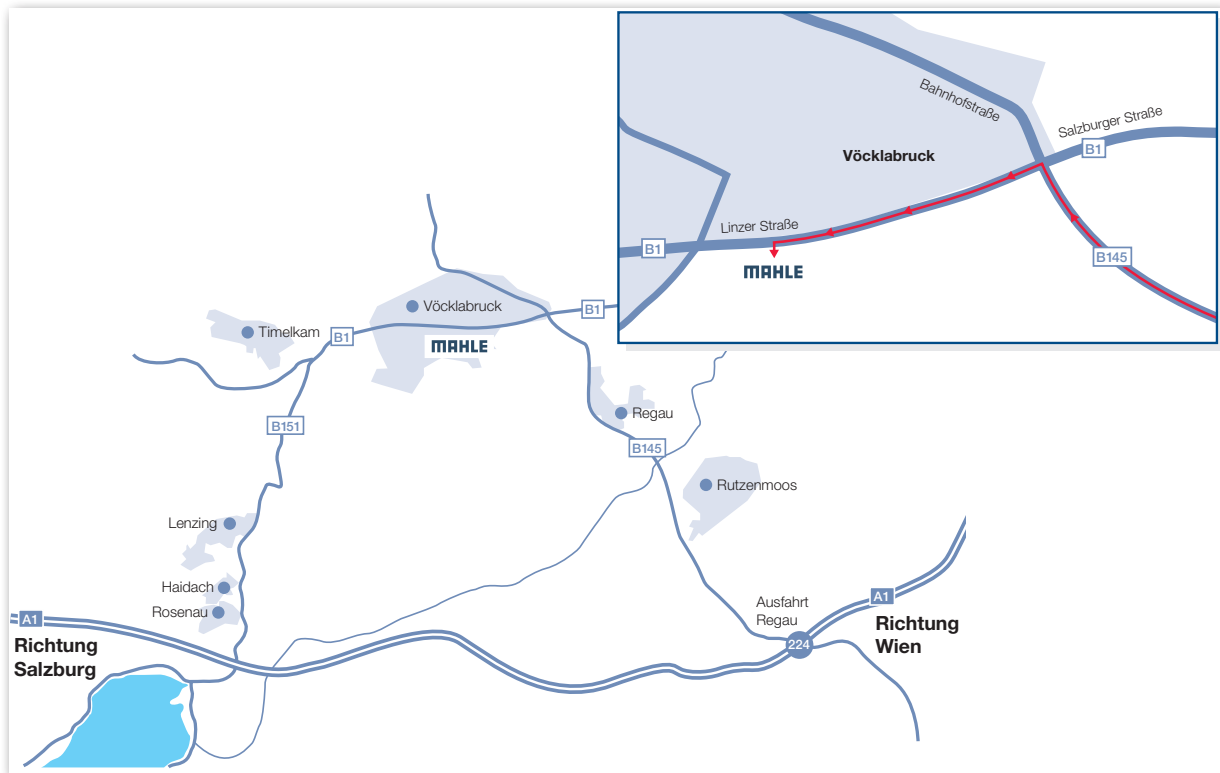 Bahnhofstraße
Salzburger Straße
B1
Vöcklabruck
Linzer Straße
B1
MAHLE
B145
Vöcklabruck
B1
Timelkam
B1
MAHLE
Regau
B151
B145
Rutzenmoos
Lenzing
Haidach
Rosenau
A1
Richtung
Salzburg
Ausfahrt
Regau
224
A1
Richtung
Wien